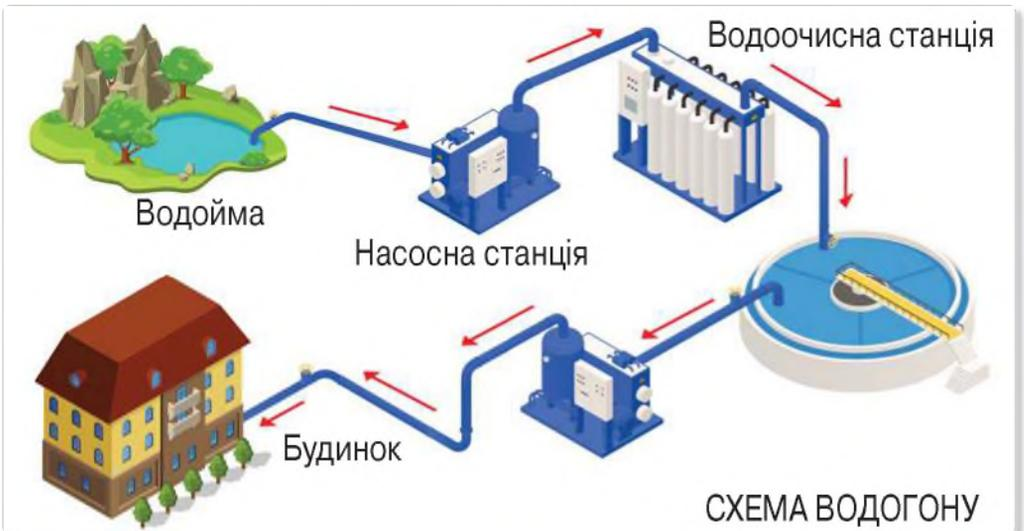 Водоочисна станція
Водойма
Насосна станція
Будинок
СХЕМА ВОДОГОНУ